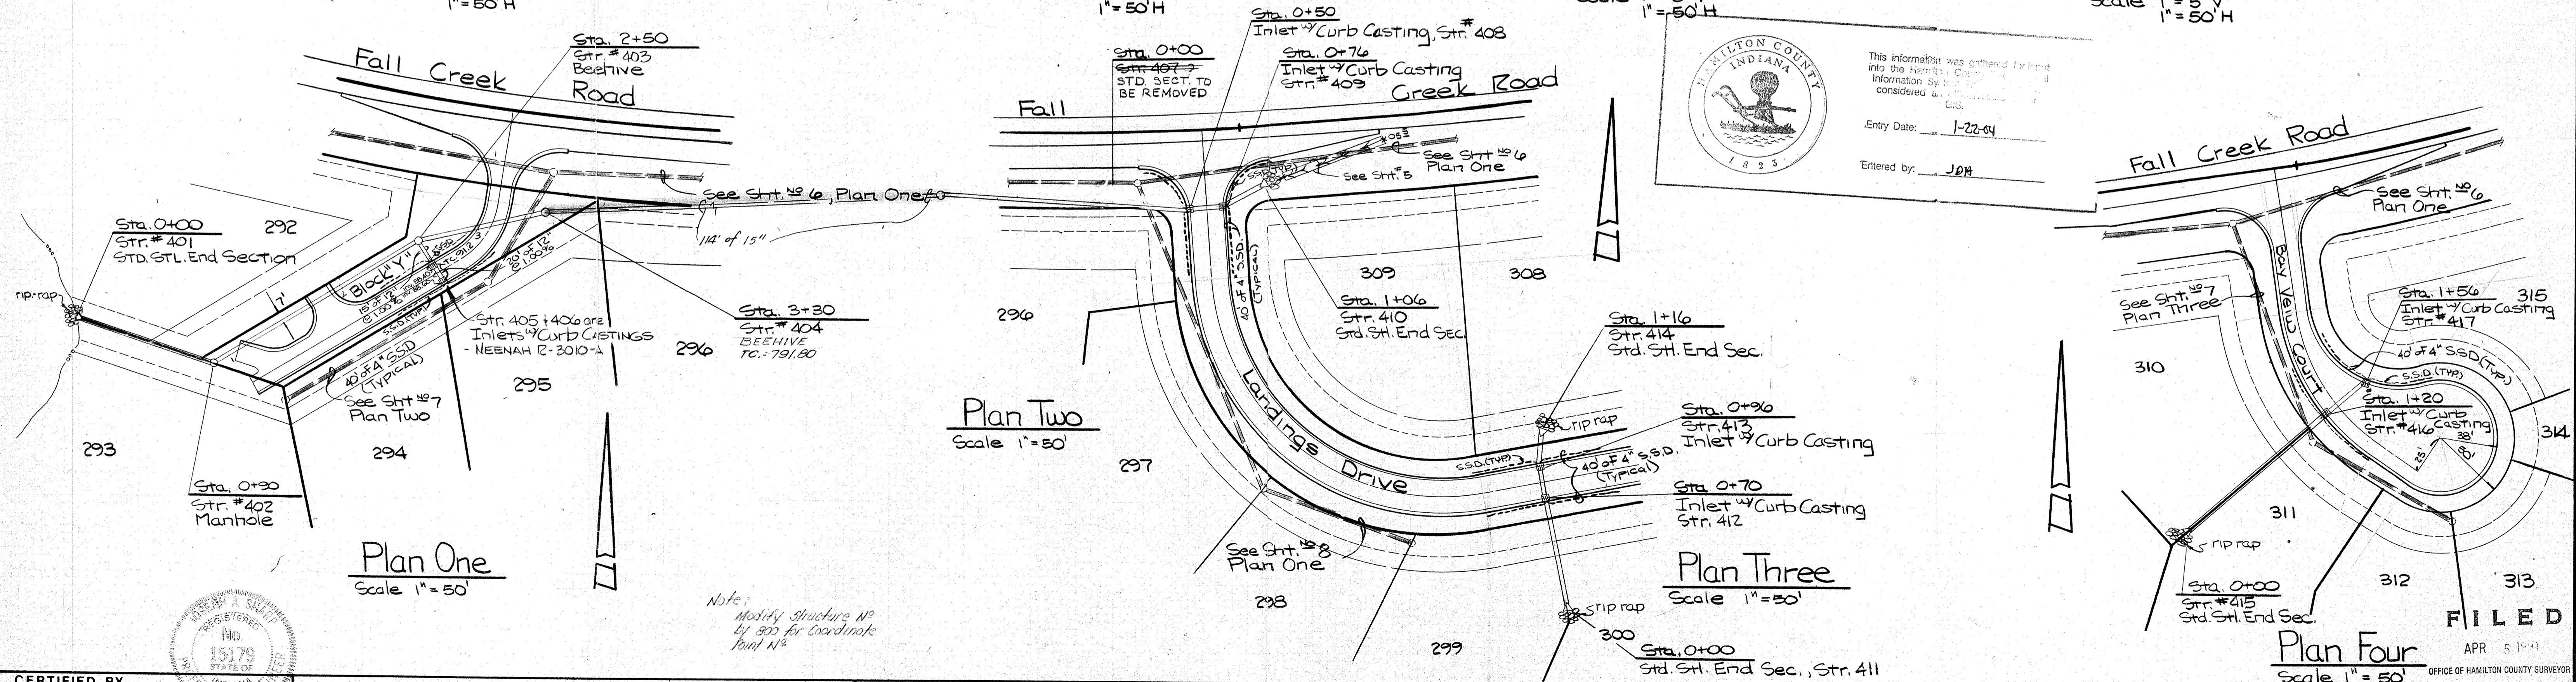 1"=50'H
1"=50'H
1"=50'H
1"=50'H
Fall Creek Road
Sta. 2+50
Str. #403
Beehive
Sta. 0+00
Str. #401
STD. STL. End Section
292
rip-rap
Block "Y"
7'
See Sht. Nº 6, Plan One
114' of 15"
Str. 405 + 406 are
Inlets w/ Curb CASTINGS
- NEENAH R-3010-A
40' of 4" S.S.D
(TYPICAL)
See Sht Nº 7
Plan Two
Sta. 3+30
Str. #404
BEEHIVE
TC.= 791.80
296
295
294
293
Sta. 0+90
Str. #402
Manhole
Plan One
Scale 1"=50'
Note:
Modify Structure Nº
by 900 for Coordinate
Point Nº
JOSEPH A SHARP
REGISTERED
No.
15179
STATE OF
CERTIFIED BY
Sta. 0+00
Str. 407
STD. SECT. TO
BE REMOVED
Sta. 0+50
Inlet w/ Curb Casting, Str. #408
Sta. 0+76
Inlet w/ Curb Casting
Str. #409
Fall Creek Road
See Sht Nº 6
Plan One
See Sht. 5
40' of 4" S.S.D.
(TYPICAL)
309
308
Sta. 1+06
Str. 410
Std. Stl. End Sec.
296
Plan Two
Scale 1"=50'
297
Landings Drive
Sta 1+16
Str. 414
Std. Stl. End Sec.
rip rap
Sta. 0+96
Str. 413
Inlet w/ Curb Casting
S.S.D. (TYP.)
40' of 4" S.S.D.
(Typical)
Sta 0+70
Inlet w/ Curb Casting
Str. 412
See Sht. Nº 8
Plan One
298
299
rip rap
300
Sta. 0+00
Std. Stl. End Sec., Str. 411
Plan Three
Scale 1"=50'
HAMILTON COUNTY
INDIANA
1823
This information was gathered for input
into the
Information
considered
Entry Date: 1-22-04
Entered by: JDH
Fall Creek Road
See Sht. Nº 6
Plan One
See Sht. Nº 7
Plan Three
Bay View Court
310
Sta. 1+56
Inlet w/ Curb Casting
Str. #417
315
40' of 4" S.S.D. (TYP.)
S.S.D. (TYP.)
Sta. 1+20
Inlet w/ Curb
Casting
Str. #416
38'
50'
25'
314
311
312
313
rip rap
Sta. 0+00
Str. #415
Std. Stl. End Sec.
Plan Four
Scale 1"=50'
FILED
APR 5
OFFICE OF HAMILTON COUNTY SURVEYOR